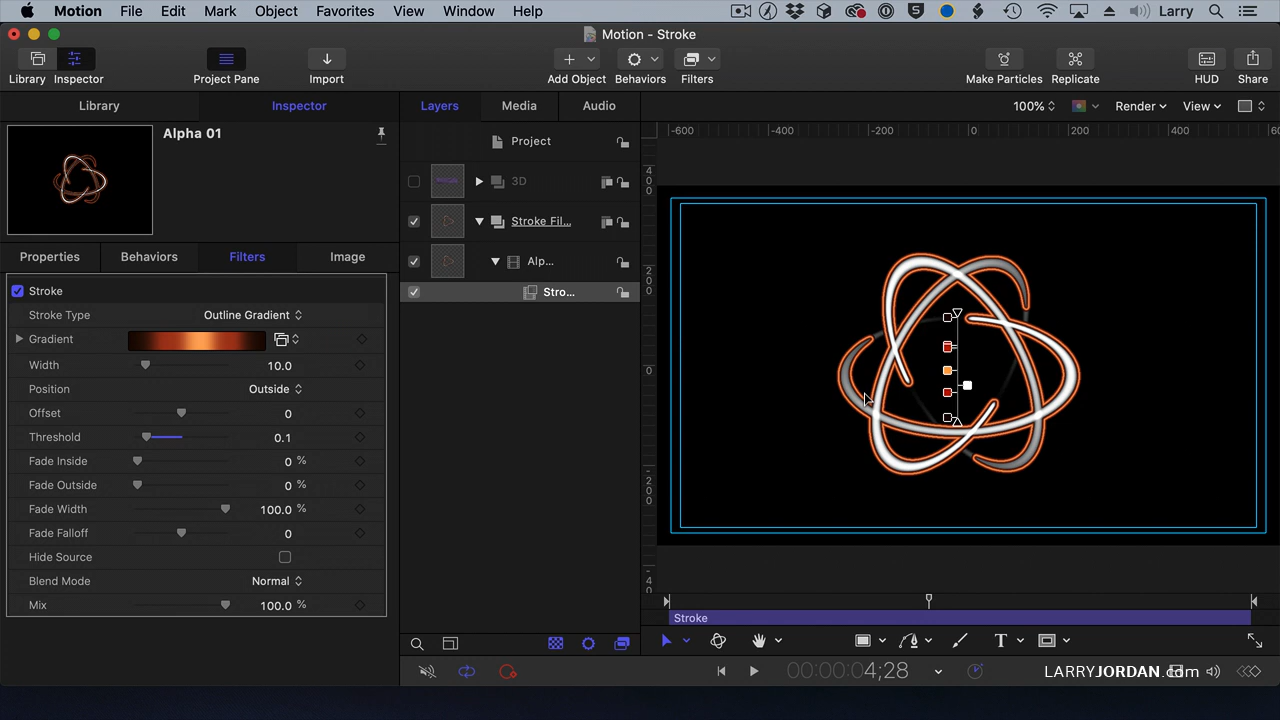 Motion File Edit Mark Object Favorites View Window Help Larry
Motion - Stroke
Library Inspector Project Pane Import Add Object Behaviors Filters Make Particles Replicate HUD Share
Library Inspector Layers Media Audio 100% Render View
Alpha 01
Project
-600 -400 -200 0 200 400
3D
Stroke Fil...
Properties Behaviors Filters Image
Alp...
Stroke
Stro...
Stroke Type Outline Gradient
Gradient
Width 10.0
Position Outside
Offset 0
Threshold 0.1
Fade Inside 0 %
Fade Outside 0 %
Fade Width 100.0 %
Fade Falloff 0
Hide Source
Blend Mode Normal
Mix 100.0 %
400
200
0
-200
Stroke
T
00:00:00:04;28
LARRYJORDAN.com